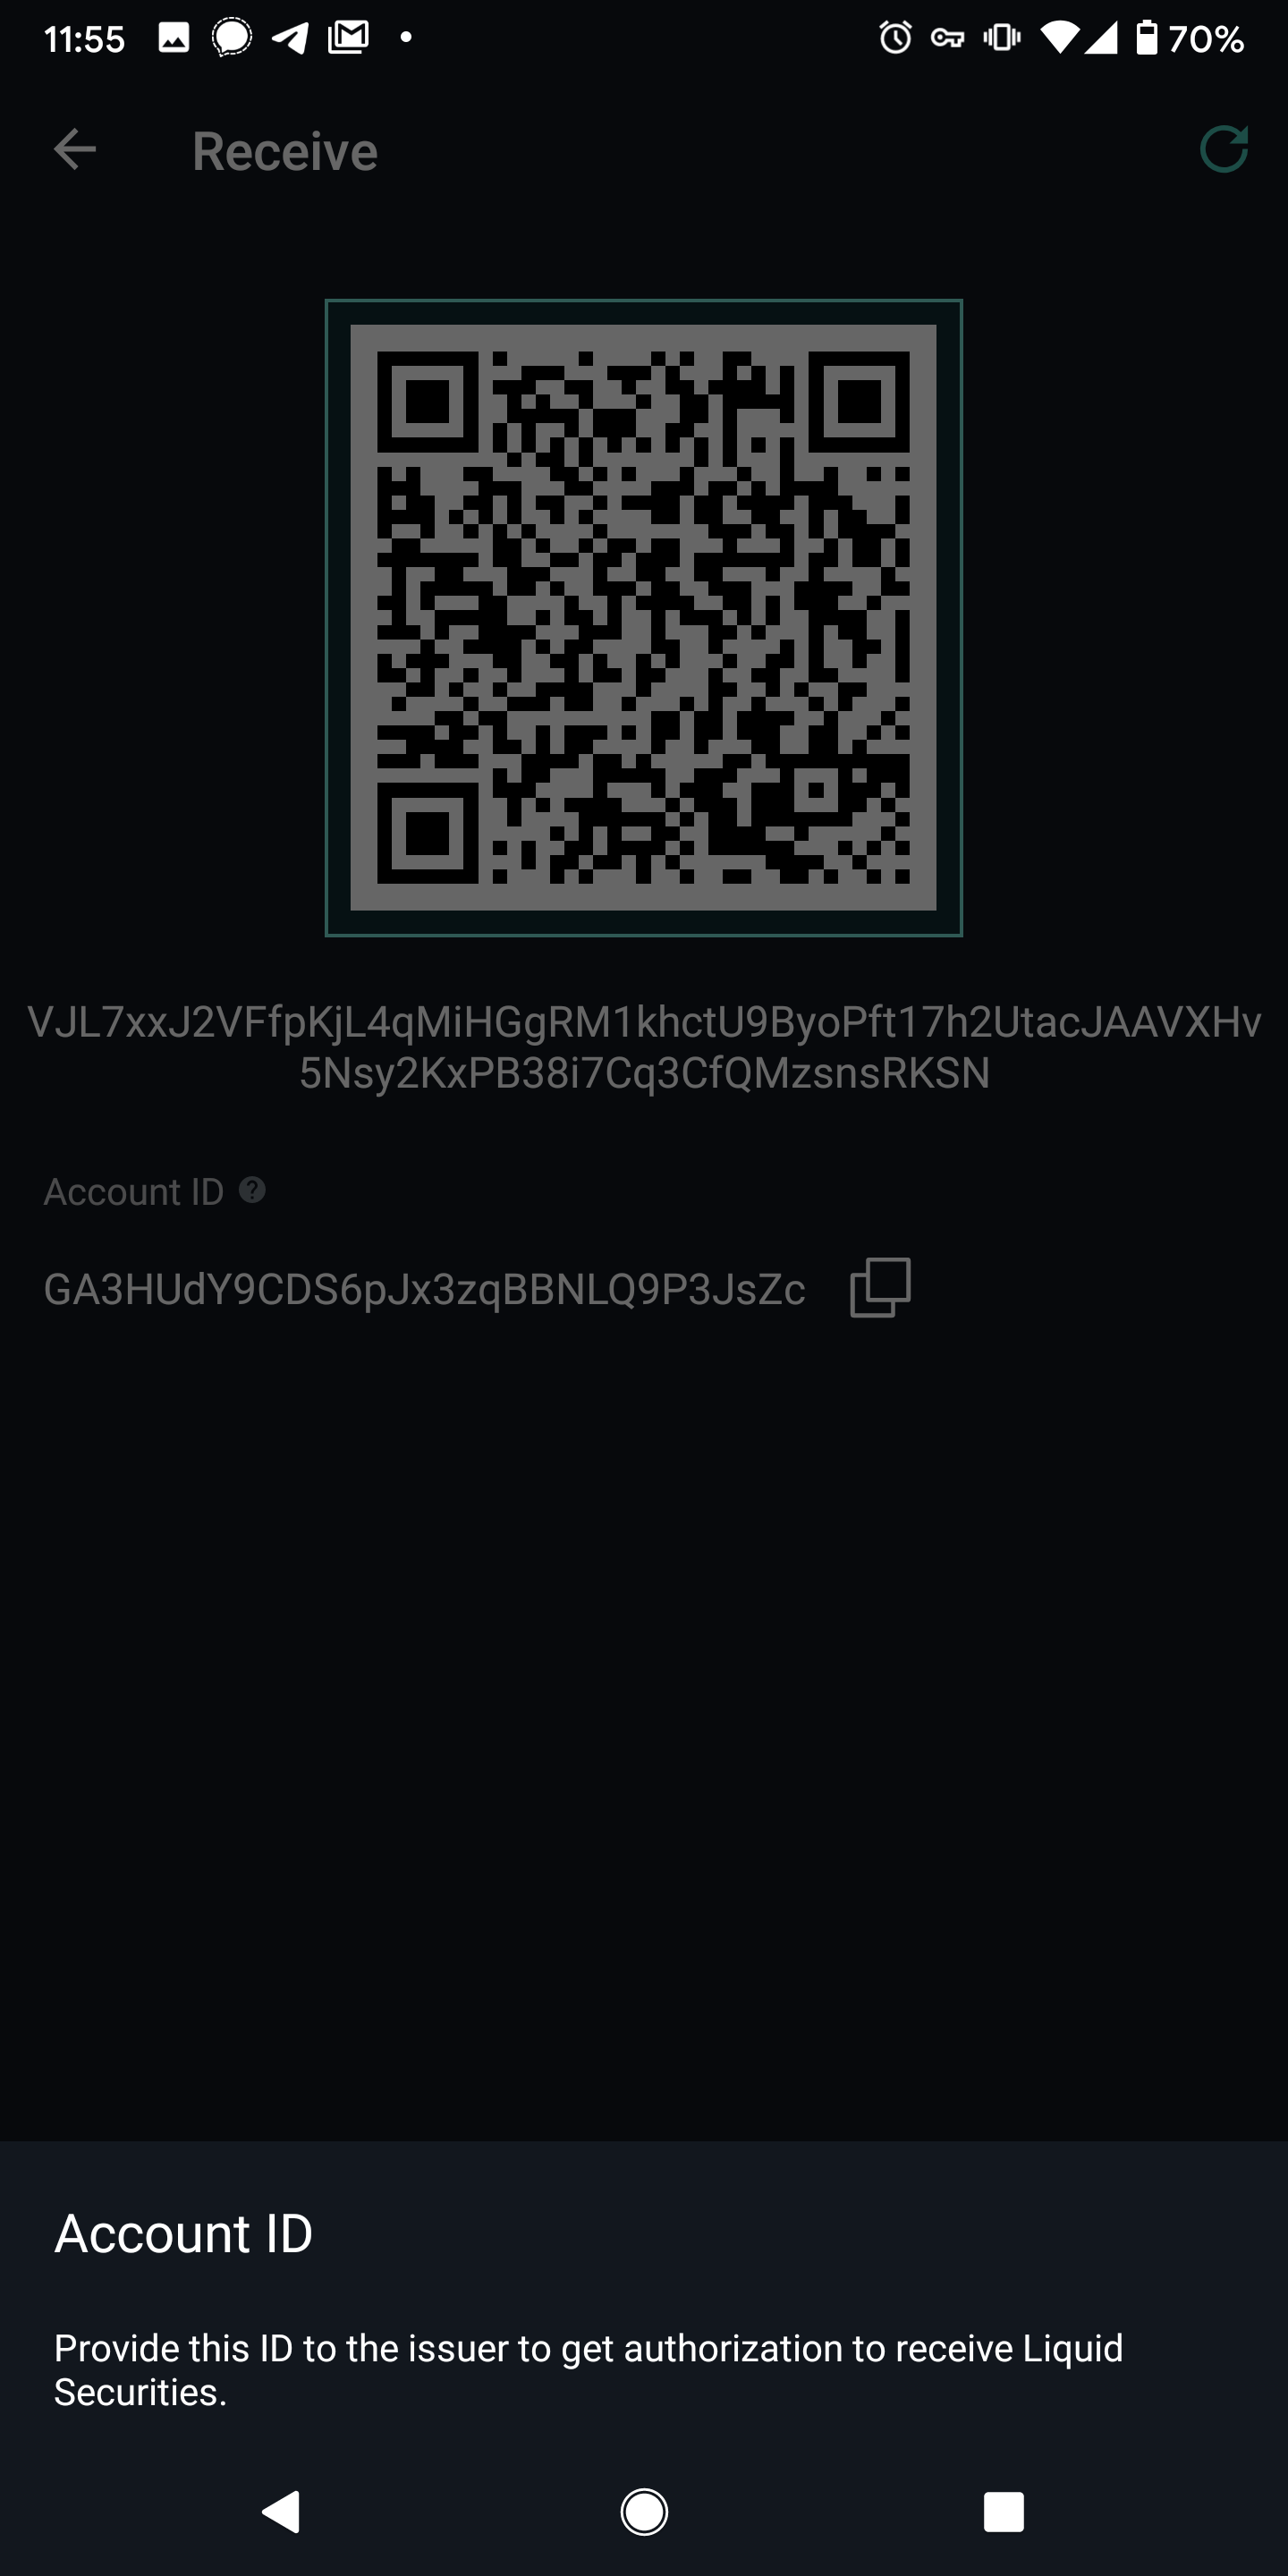 11:55
70%
Receive
VJL7xxJ2VFfpKjL4qMiHGgRM1khctU9ByoPft17h2UtacJAAVXHv
5Nsy2KxPB38i7Cq3CfQMzsnsRKSN
Account ID ?
GA3HUdY9CDS6pJx3zqBBNLQ9P3JsZc
Account ID
Provide this ID to the issuer to get authorization to receive Liquid
Securities.